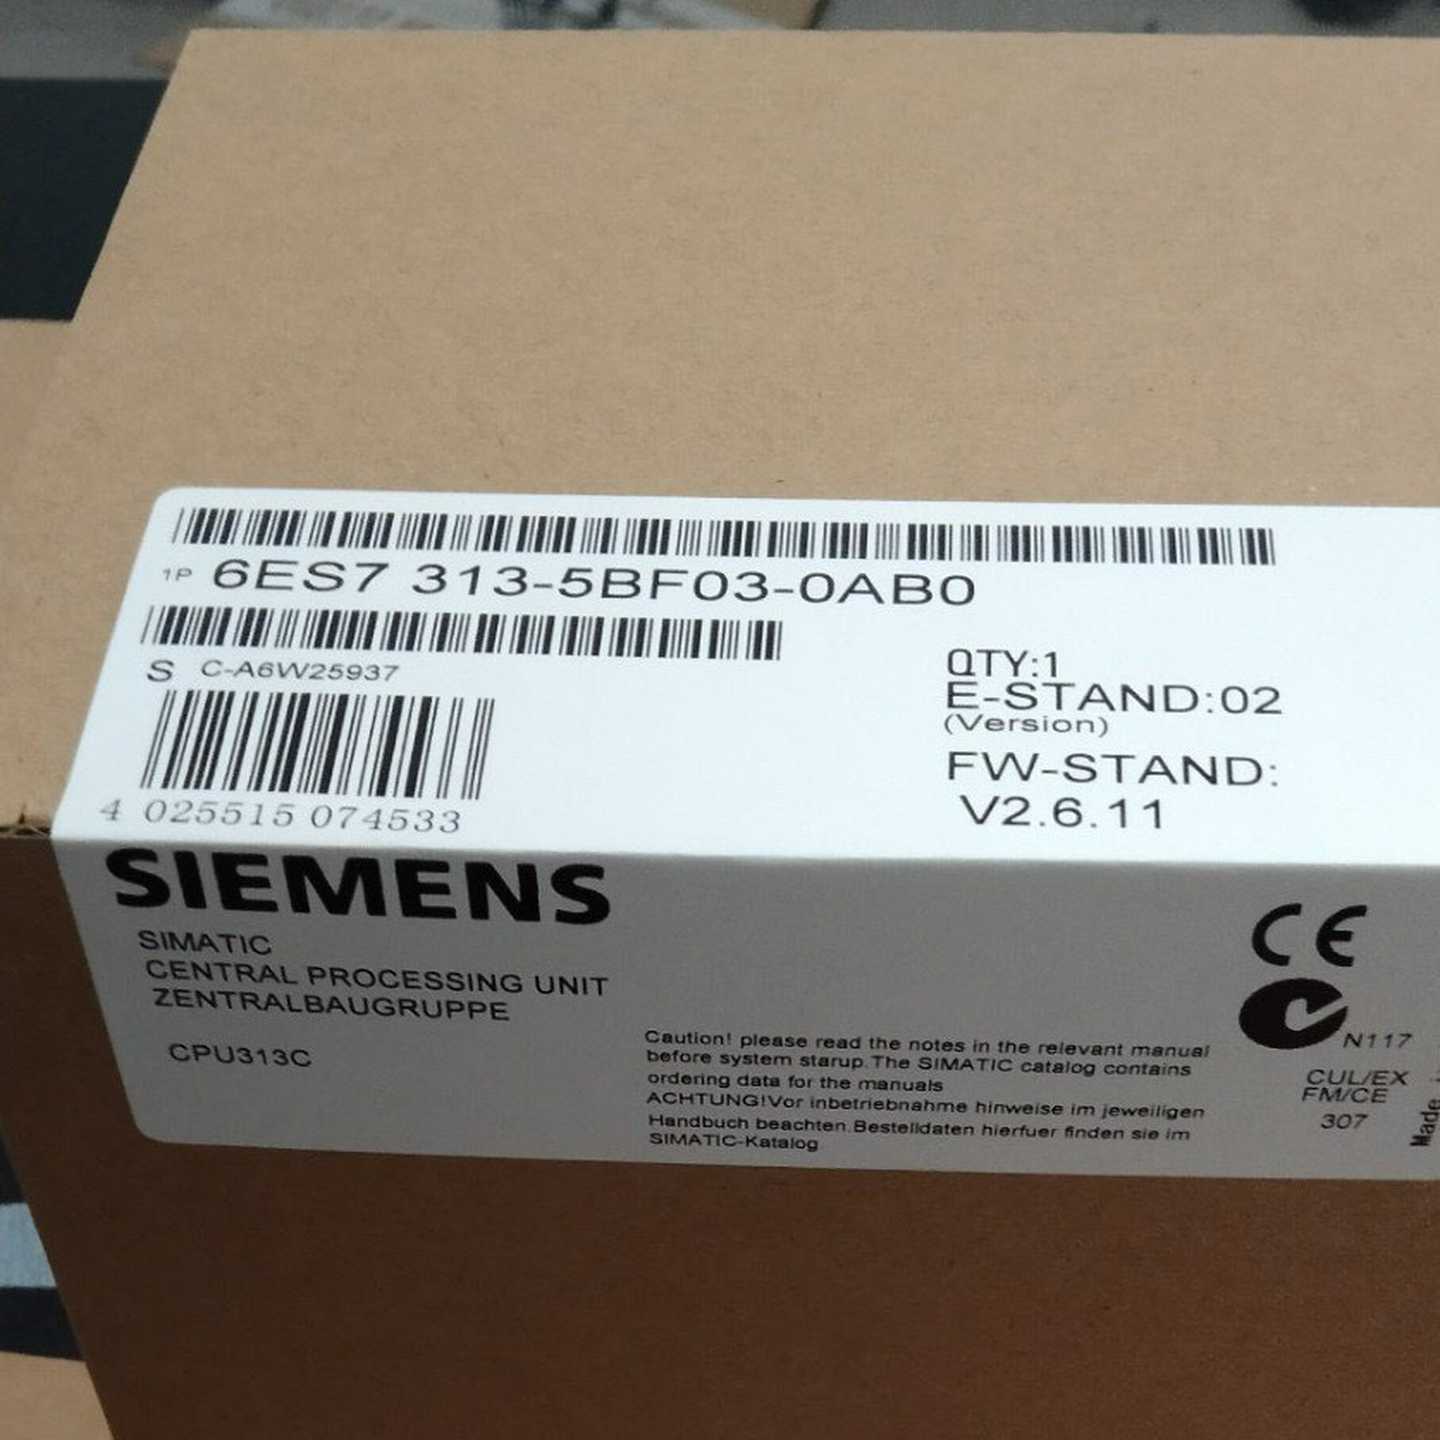 1P 6ES7 313-5BF03-0AB0
S C-A6W25937
4 025515 074533
QTY:1
E-STAND:02
(Version)
FW-STAND:
V2.6.11
SIEMENS
SIMATIC
CENTRAL PROCESSING UNIT
ZENTRALBAUGRUPPE
CPU313C
Caution! please read the notes in the relevant manual
before system starup.The SIMATIC catalog contains
ordering data for the manuals
ACHTUNG!Vor inbetriebnahme hinweise im jeweiligen
Handbuch beachten.Bestelldaten hierfuer finden sie im
SIMATIC-Katalog
CE
N117
CUL/EX
FM/CE
307
Made